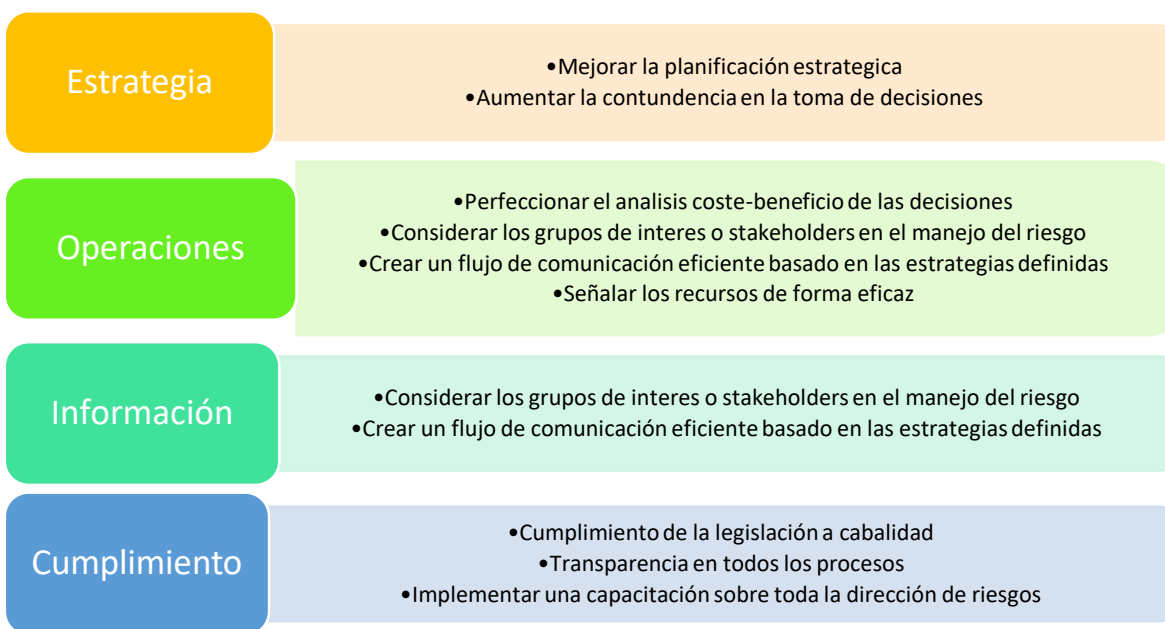 Estrategia
•Mejorar la planificación estrategica
•Aumentar la contundencia en la toma de decisiones
Operaciones
•Perfeccionar el analisis coste-beneficio de las decisiones
•Considerar los grupos de interes o stakeholders en el manejo del riesgo
•Crear un flujo de comunicación eficiente basado en las estrategias definidas
•Señalar los recursos de forma eficaz
Información
•Considerar los grupos de interes o stakeholders en el manejo del riesgo
•Crear un flujo de comunicación eficiente basado en las estrategias definidas
Cumplimiento
•Cumplimiento de la legislación a cabalidad
•Transparencia en todos los procesos
•Implementar una capacitación sobre toda la dirección de riesgos